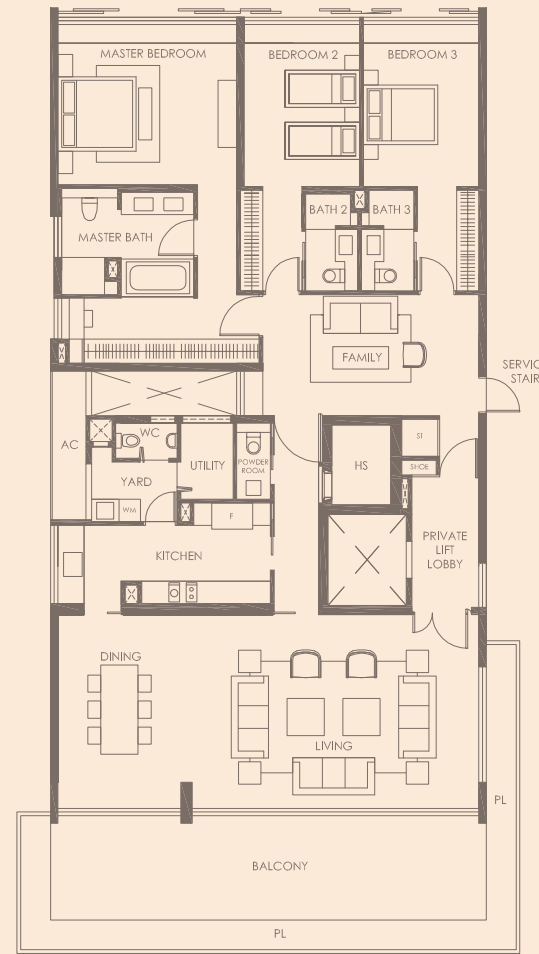 MASTER BEDROOM
BEDROOM 2
BEDROOM 3
BATH 2
BATH 3
MASTER BATH
FAMILY
SERVIC
STAIR
AC
WC
ST
UTILITY
POWDER
ROOM
HS
SHOE
YARD
WM
F
PRIVATE
LIFT
LOBBY
KITCHEN
DINING
LIVING
PL
BALCONY
PL